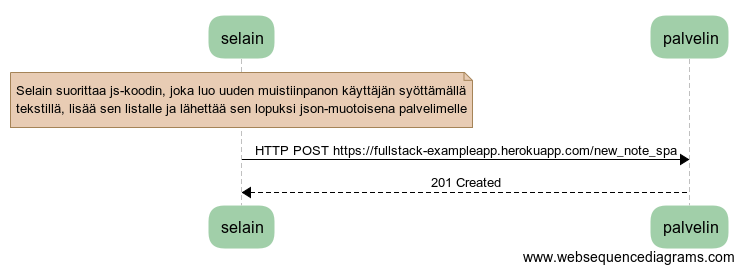 selain
palvelin
Selain suorittaa js-koodin, joka luo uuden muistiinpanon käyttäjän syöttämällä
tekstillä, lisää sen listalle ja lähettää sen lopuksi json-muotoisena palvelimelle
HTTP POST https://fullstack-exampleapp.herokuapp.com/new_note_spa
201 Created
selain
palvelin
www.websequencediagrams.com